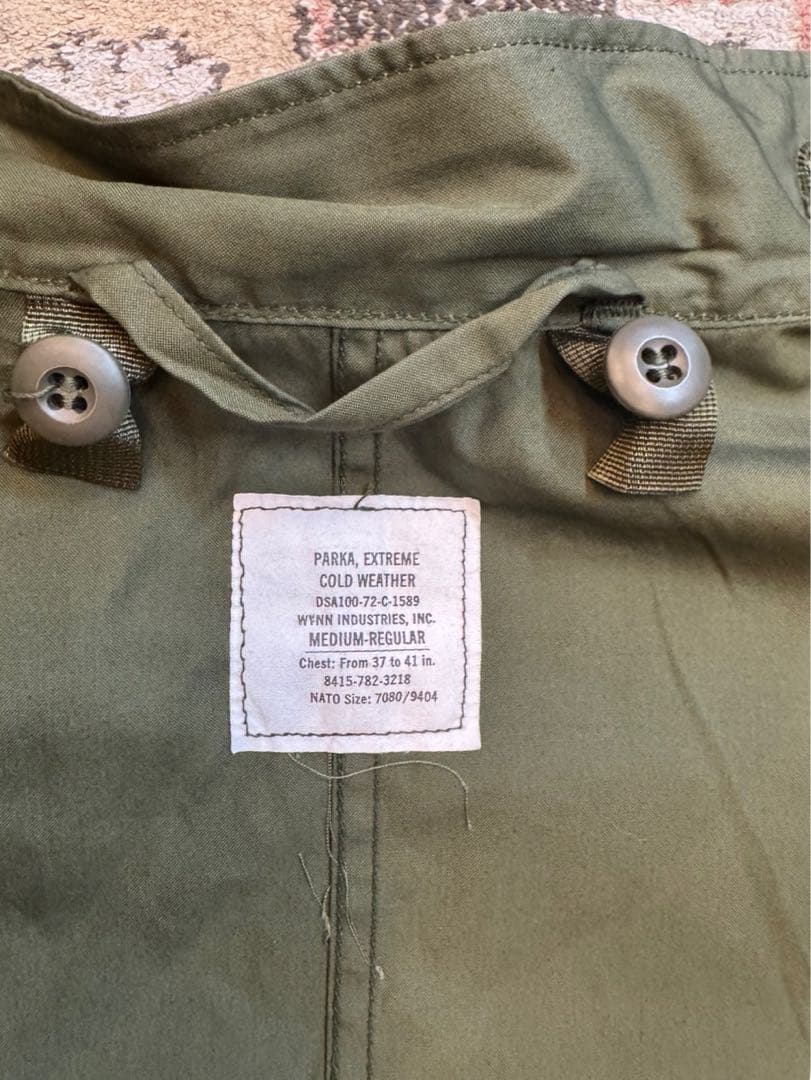 PARKA, EXTREME
COLD WEATHER
DSA100-72-C-1589
WYNN INDUSTRIES, INC.
MEDIUM-REGULAR
Chest: From 37 to 41 in.
8415-782-3218
NATO Size: 7080/9404